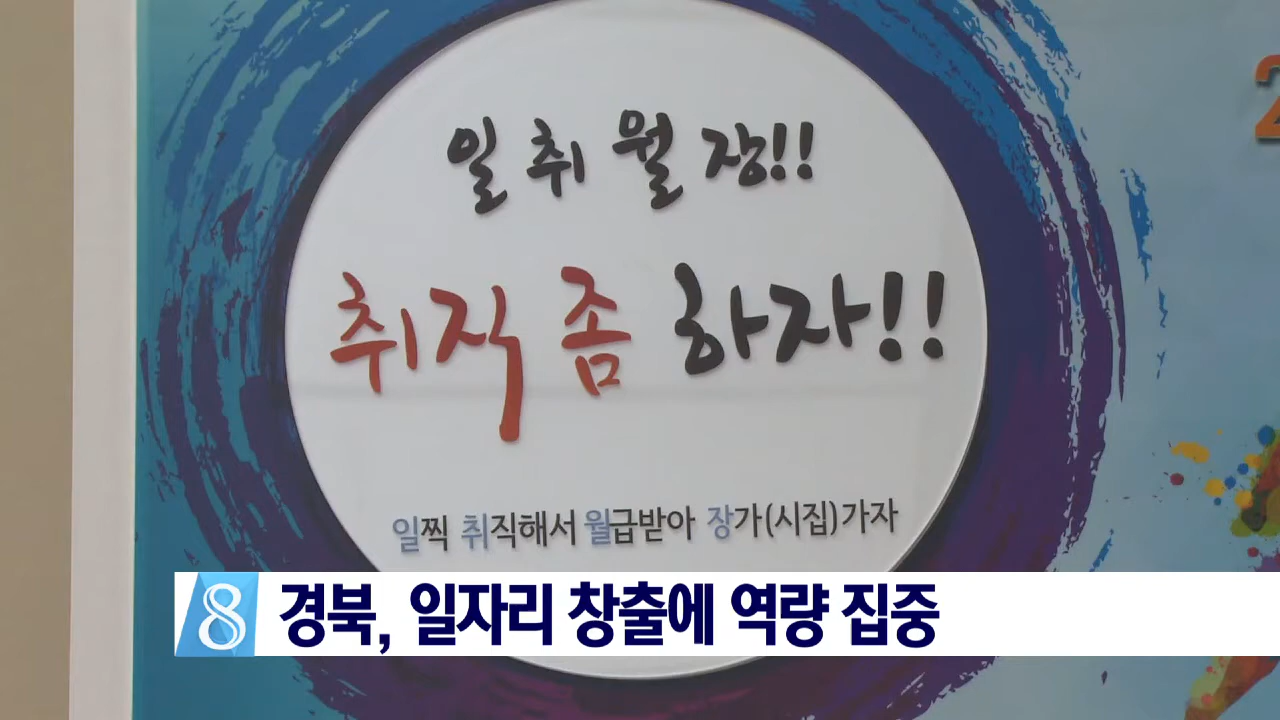 일취월장!!
취직 좀 하자!!
일찍 취직해서 월급받아 장가(시집)가자
8 경북, 일자리 창출에 역량 집중
2